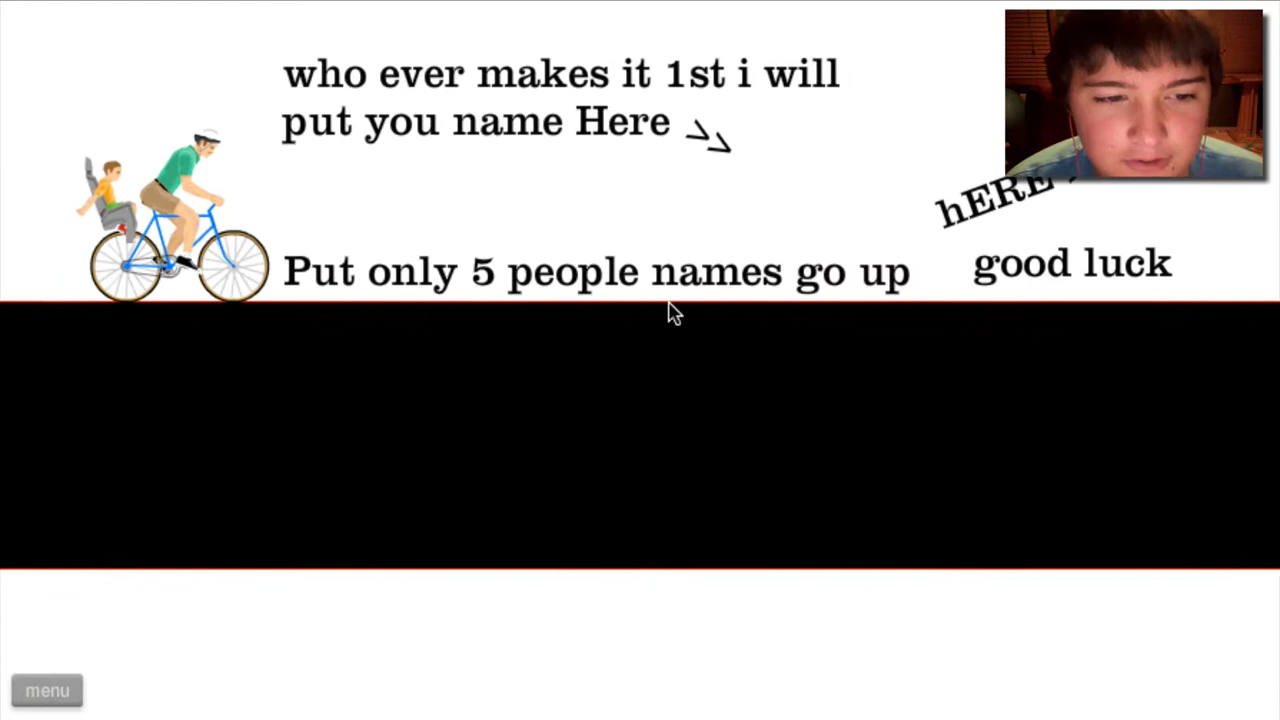 who ever makes it 1st i will
put you name Here >>
hERE
Put only 5 people names go up
good luck
menu